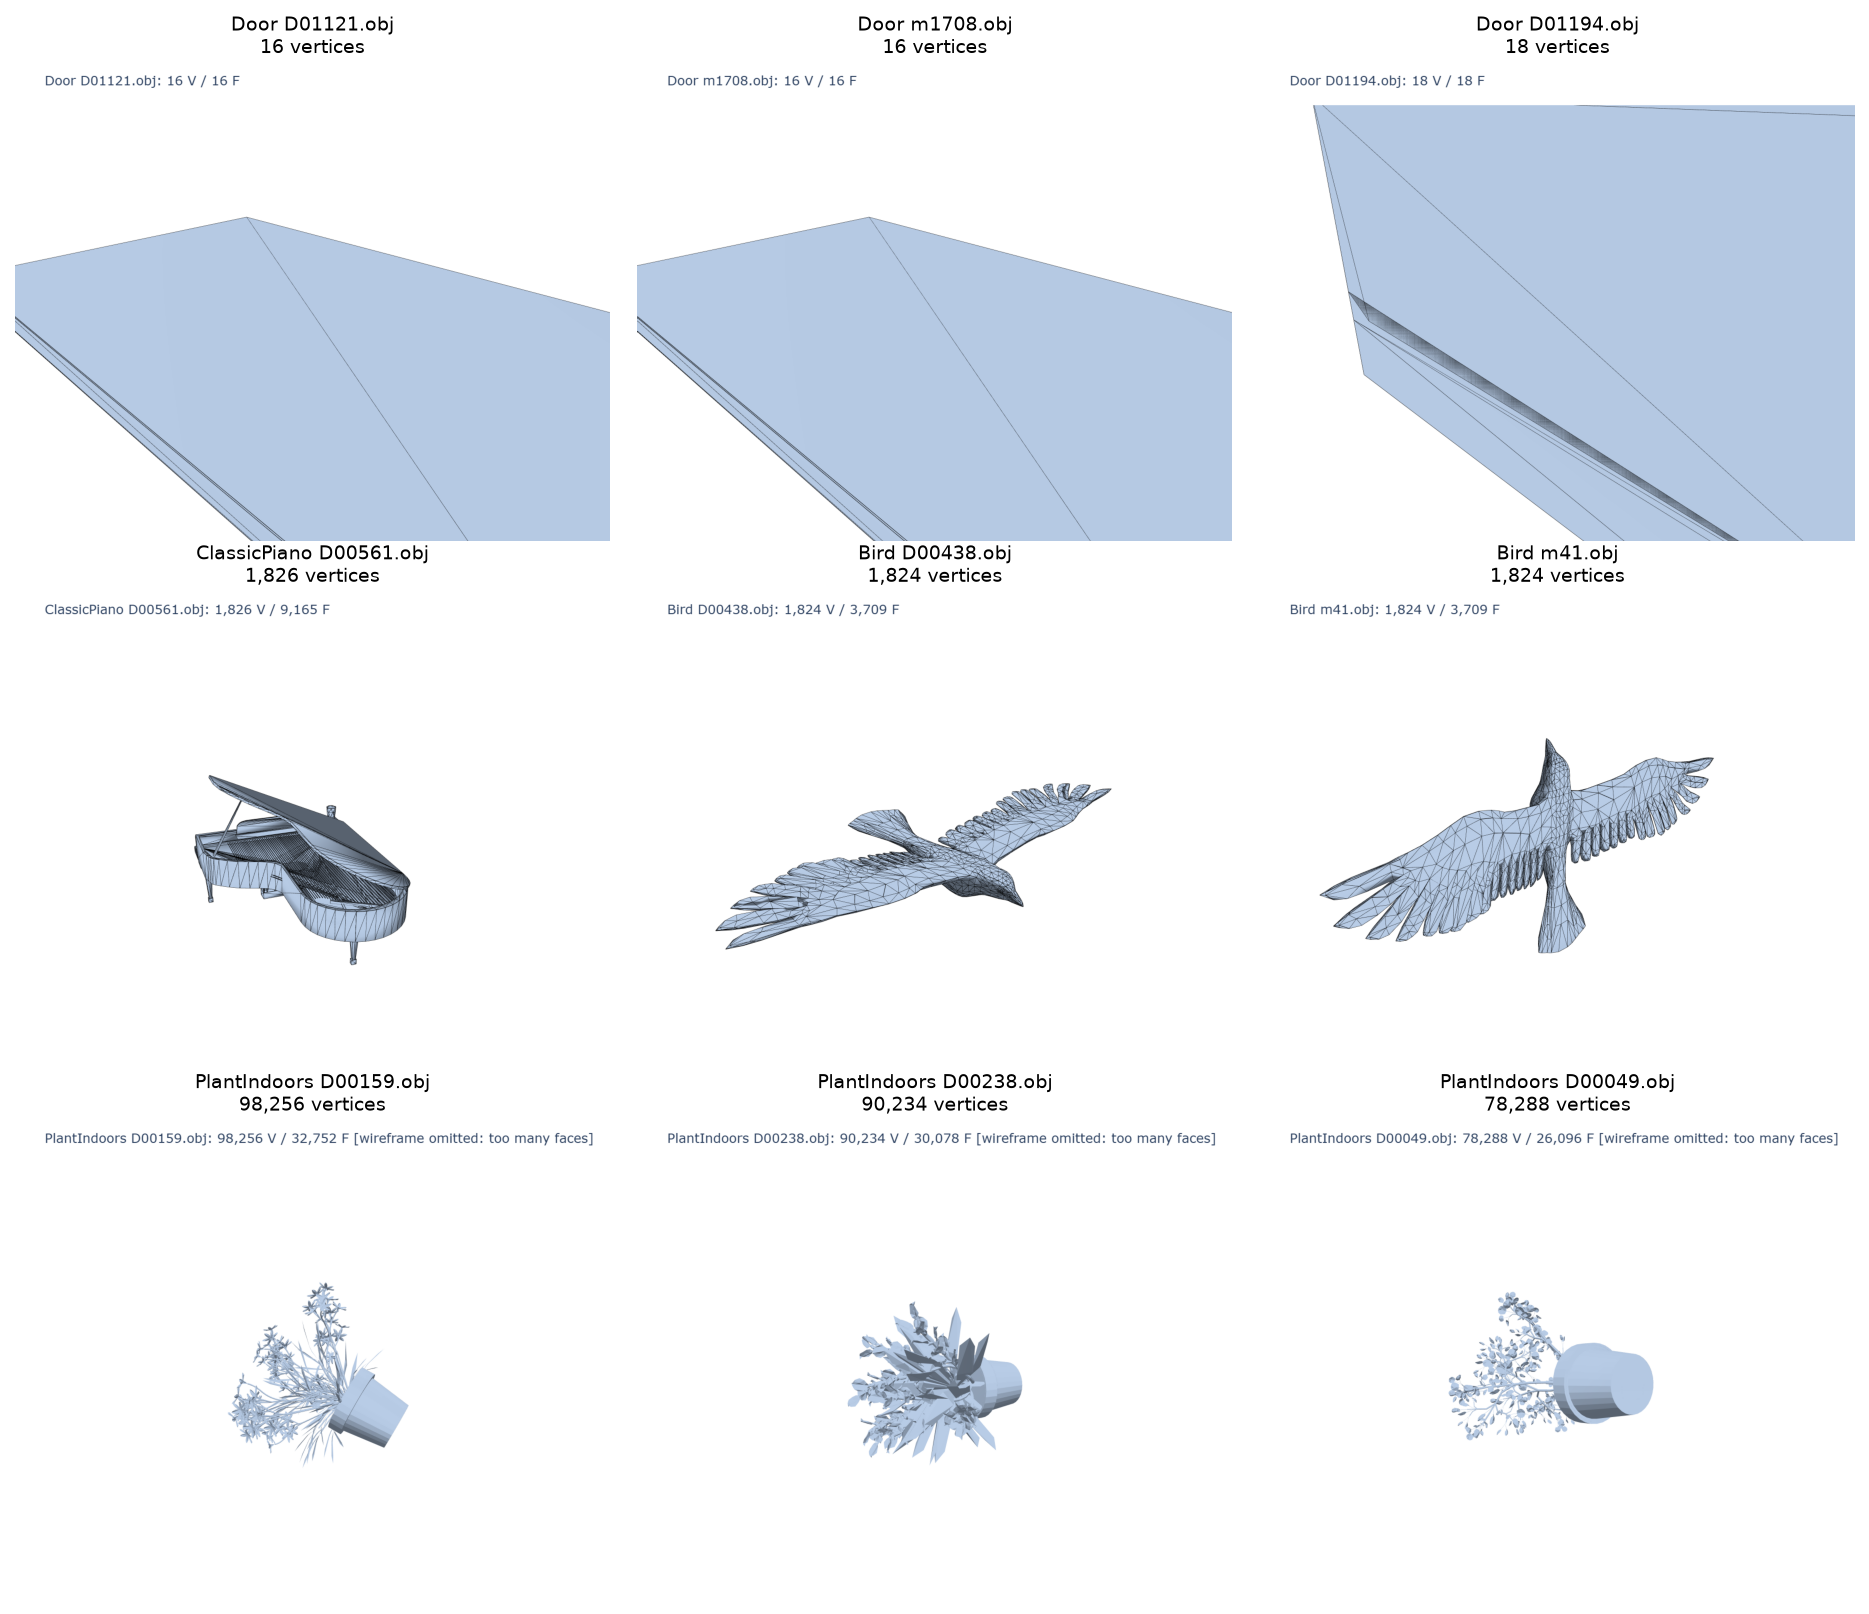 Door D01121.obj
16 vertices
Door D01121.obj: 16 V / 16 F
Door m1708.obj
16 vertices
Door m1708.obj: 16 V / 16 F
Door D01194.obj
18 vertices
Door D01194.obj: 18 V / 18 F
ClassicPiano D00561.obj
1,826 vertices
ClassicPiano D00561.obj: 1,826 V / 9,165 F
Bird D00438.obj
1,824 vertices
Bird D00438.obj: 1,824 V / 3,709 F
Bird m41.obj
1,824 vertices
Bird m41.obj: 1,824 V / 3,709 F
PlantIndoors D00159.obj
98,256 vertices
PlantIndoors D00159.obj: 98,256 V / 32,752 F [wireframe omitted: too many faces]
PlantIndoors D00238.obj
90,234 vertices
PlantIndoors D00238.obj: 90,234 V / 30,078 F [wireframe omitted: too many faces]
PlantIndoors D00049.obj
78,288 vertices
PlantIndoors D00049.obj: 78,288 V / 26,096 F [wireframe omitted: too many faces]